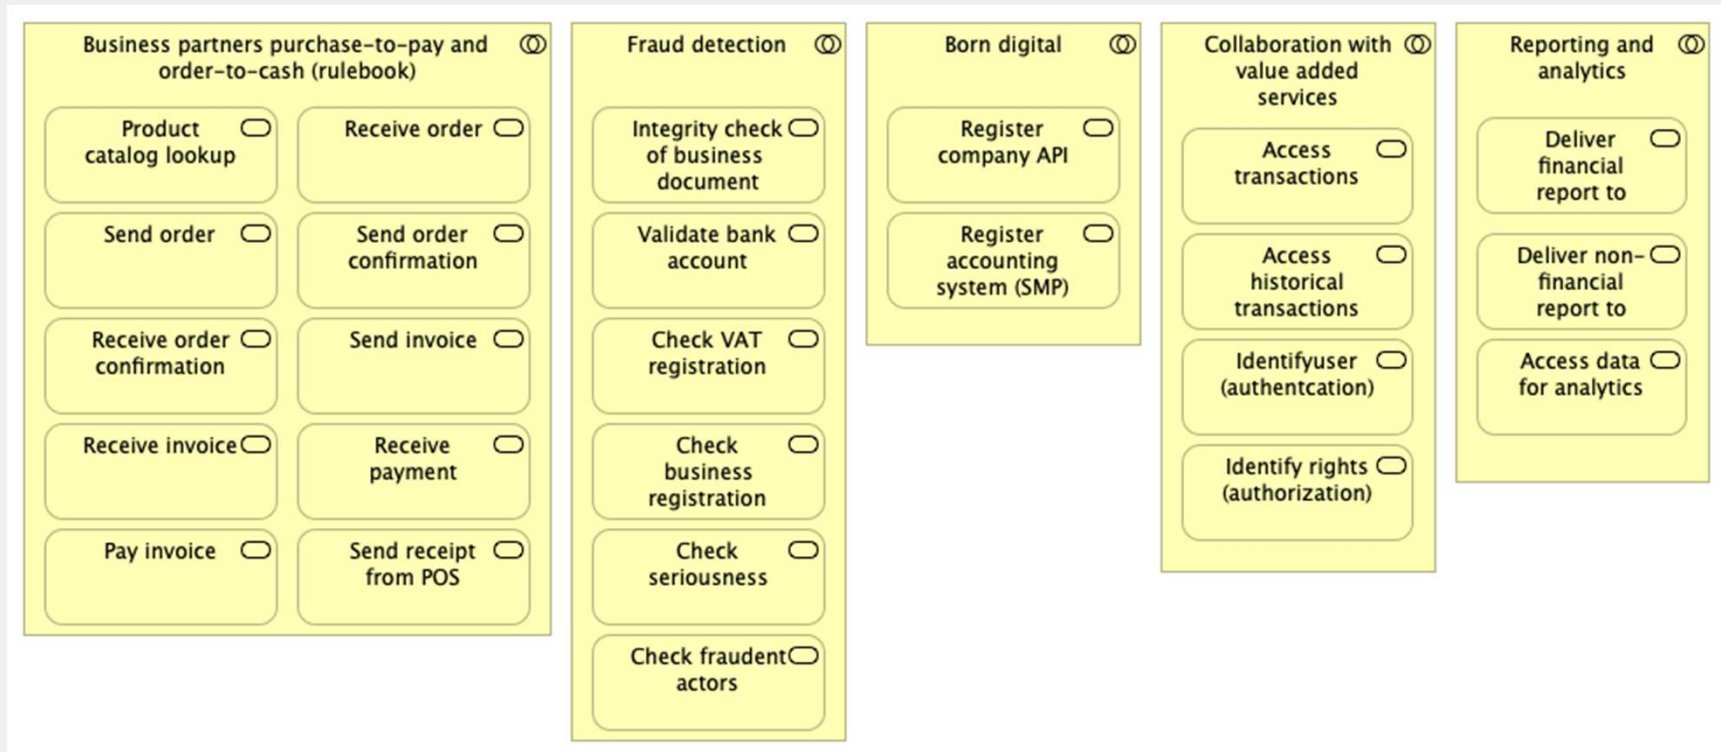 Business partners purchase-to-pay and
order-to-cash (rulebook)
Product
catalog lookup
Receive order
Send order
Send order
confirmation
Receive order
confirmation
Send invoice
Receive invoice
Receive
payment
Pay invoice
Send receipt
from POS
Fraud detection
Integrity check
of business
document
Validate bank
account
Check VAT
registration
Check
business
registration
Check
seriousness
Check fraudent
actors
Born digital
Register
company API
Register
accounting
system (SMP)
Collaboration with
value added
services
Access
transactions
Access
historical
transactions
Identifyuser
(authentcation)
Identify rights
(authorization)
Reporting and
analytics
Deliver
financial
report to
Deliver non-
financial
report to
Access data
for analytics